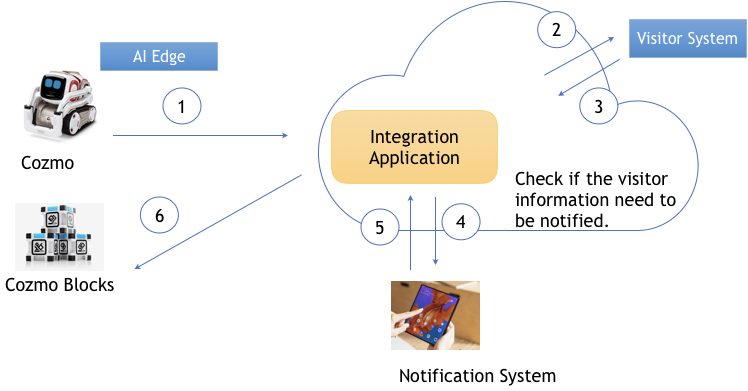 AI Edge
2
Visitor System
1
3
Integration
Application
Cozmo
Check if the visitor
information need to
be notified.
6
5
4
Cozmo Blocks
Notification System